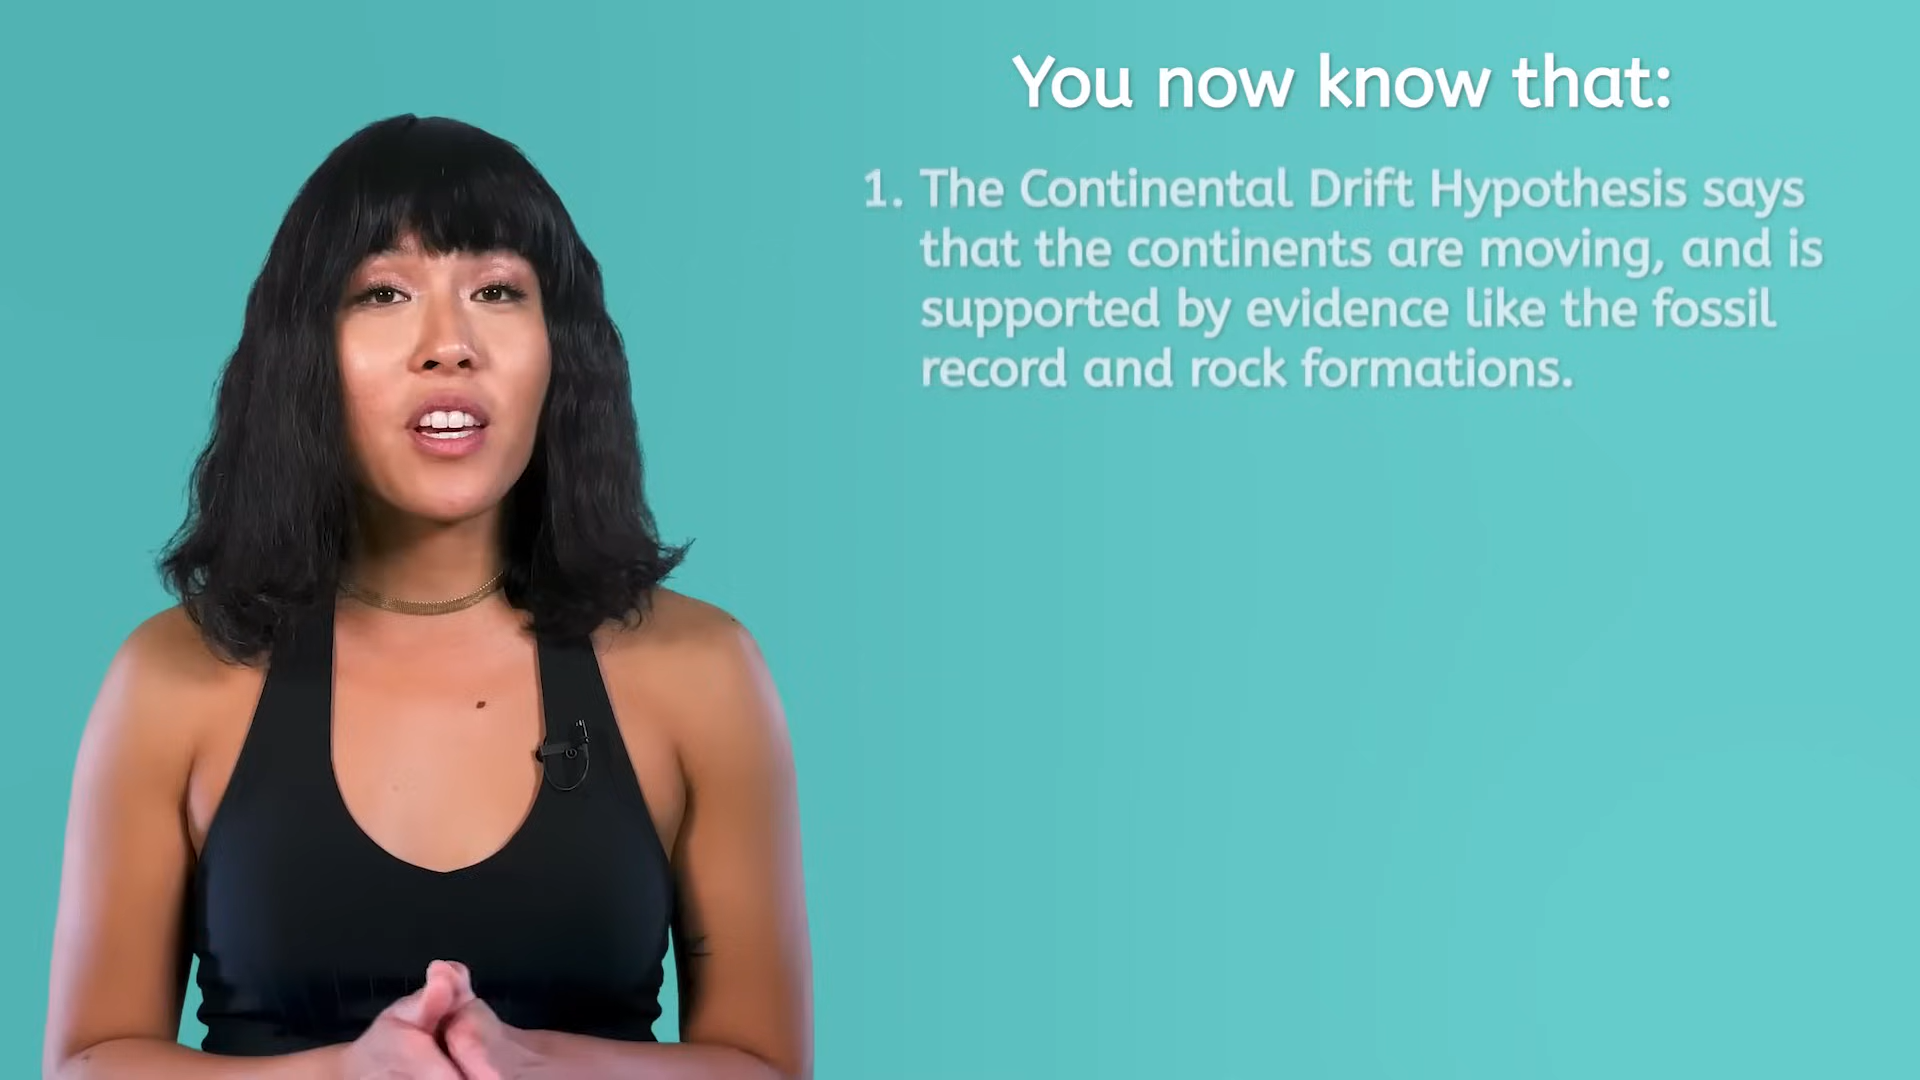 You now know that:
1. The Continental Drift Hypothesis says
that the continents are moving, and is
supported by evidence like the fossil
record and rock formations.